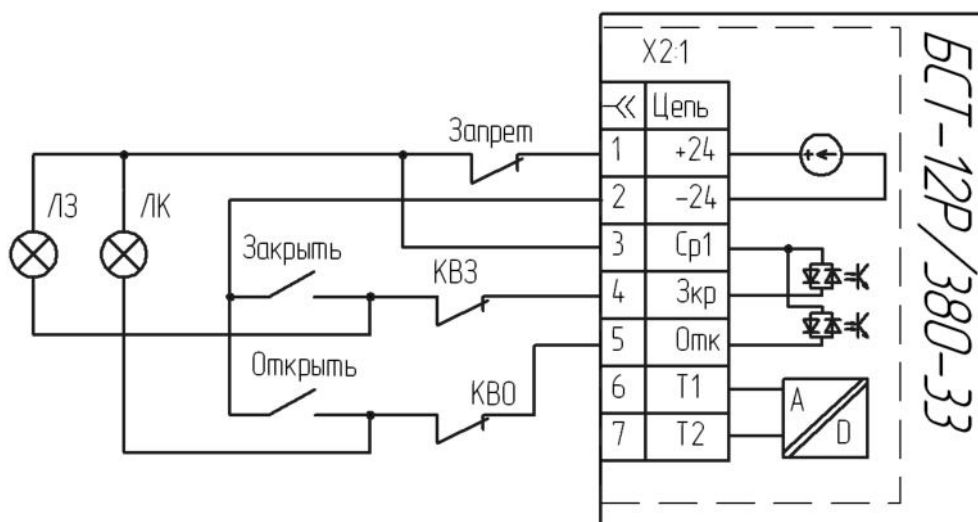 X2:1
Цепь
Запрет
1 +24
2 -24
ЛЗ
ЛК
3 Ср1
Закрыть
КВЗ
4 Зкр
5 Отк
Открыть
КВО
6 Т1
7 Т2
A
D
БСТ-12Р/380-33